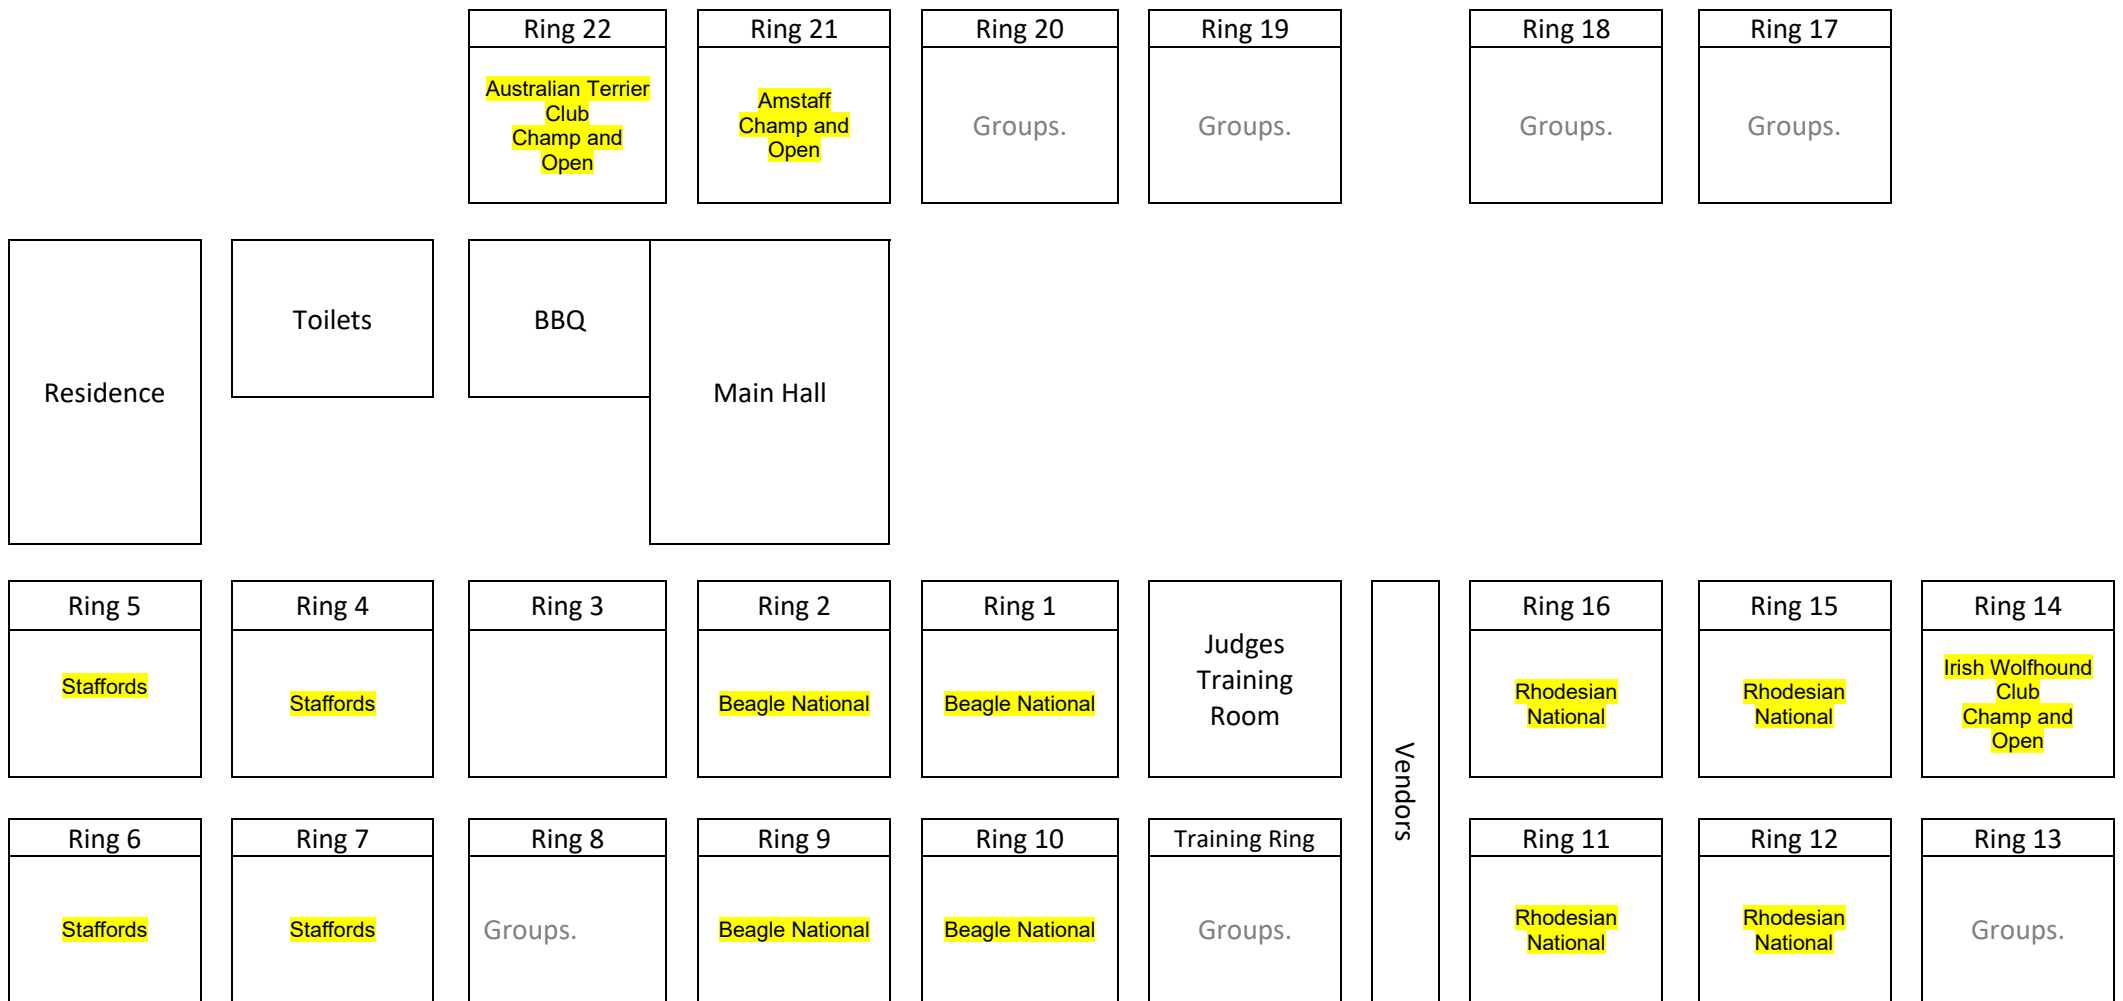 Ring 22
Ring 21
Ring 20
Ring 19
Ring 18
Ring 17
Australian Terrier
Club
Champ and
Open
Amstaff
Champ and
Open
Groups.
Groups.
Groups.
Groups.
Residence
Toilets
BBQ
Main Hall
Ring 5
Ring 4
Ring 3
Ring 2
Ring 1
Judges
Training
Room
Vendors
Ring 16
Ring 15
Ring 14
Staffords
Staffords
Beagle National
Beagle National
Rhodesian
National
Rhodesian
National
Irish Wolfhound
Club
Champ and
Open
Ring 6
Ring 7
Ring 8
Ring 9
Ring 10
Training Ring
Ring 11
Ring 12
Ring 13
Staffords
Staffords
Groups.
Beagle National
Beagle National
Groups.
Rhodesian
National
Rhodesian
National
Groups.